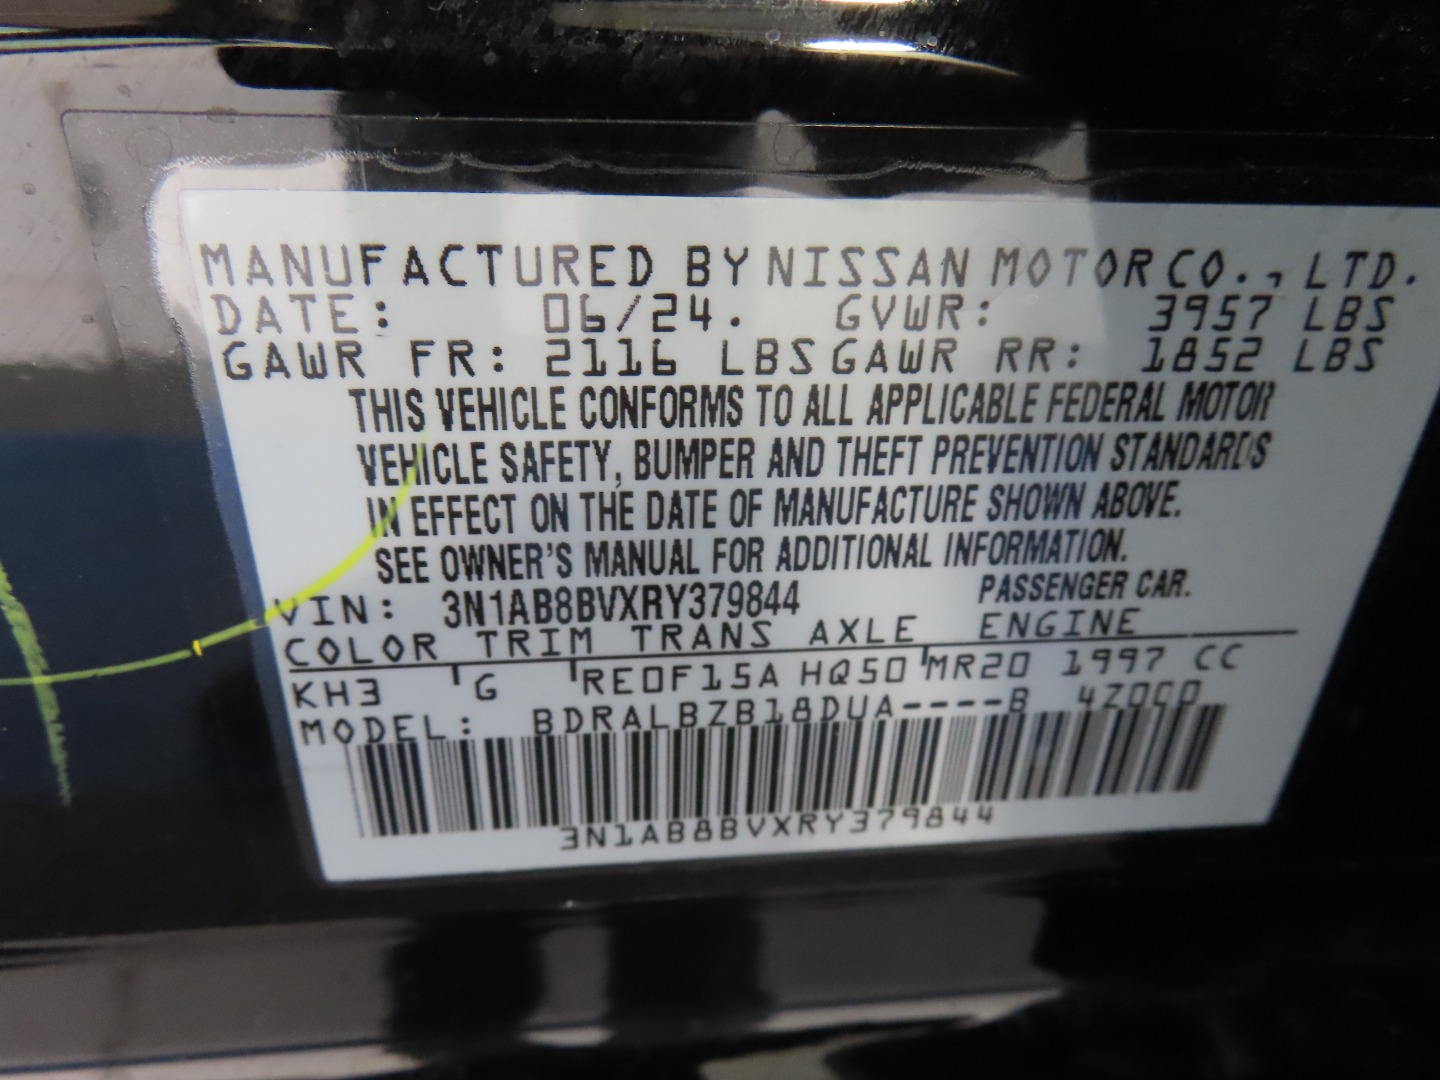 MANUFACTURED BY NISSAN MOTOR CO., LTD.
DATE: 06/24. GVWR: 3957 LBS
GAWR FR: 2116 LBS GAWR RR: 1852 LBS
THIS VEHICLE CONFORMS TO ALL APPLICABLE FEDERAL MOTOR
VEHICLE SAFETY, BUMPER AND THEFT PREVENTION STANDARDS
IN EFFECT ON THE DATE OF MANUFACTURE SHOWN ABOVE.
SEE OWNER'S MANUAL FOR ADDITIONAL INFORMATION.
VIN: 3N1AB8BVXRY379844 PASSENGER CAR.
COLOR TRIM TRANS AXLE ENGINE
KH3 G RE0F15A HQ50 MR20 1997 CC
MODEL: BDRALBZB18DUA----B 4Z000
3N1AB8BVXRY379844